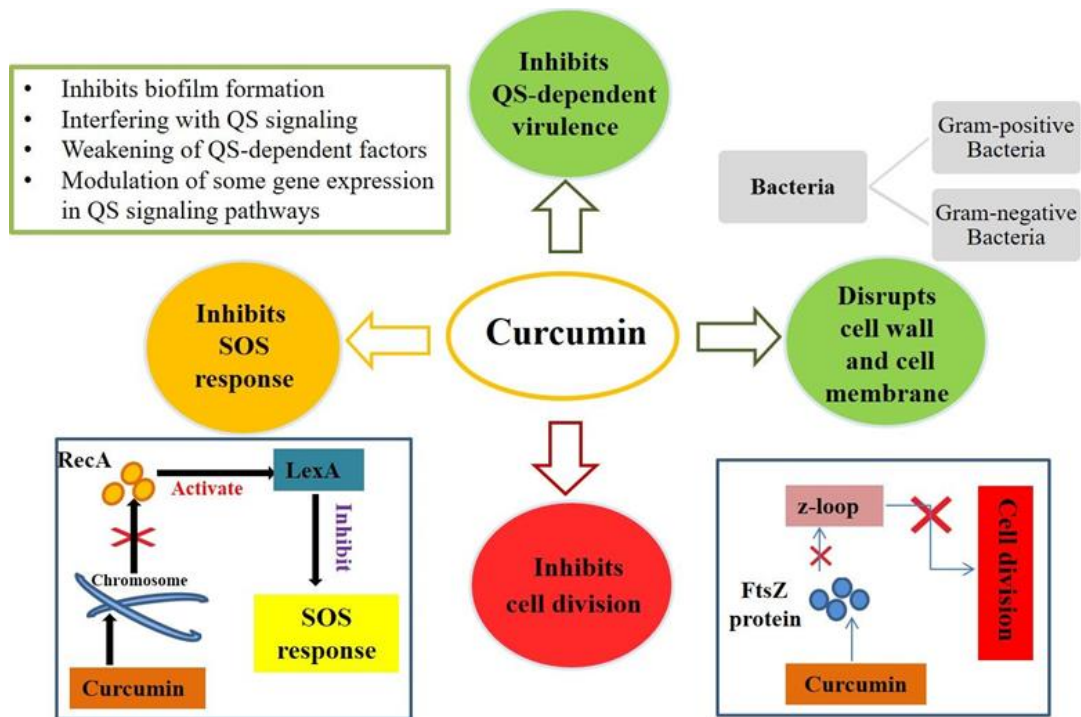 Inhibits
QS-dependent
virulence
• Inhibits biofilm formation
• Interfering with QS signaling
• Weakening of QS-dependent factors
• Modulation of some gene expression
in QS signaling pathways
Bacteria
Gram-positive
Bacteria
Gram-negative
Bacteria
Inhibits
SOS
response
Curcumin
Disrupts
cell wall
and cell
membrane
RecA
Activate
LexA
Inhibit
Chromosome
SOS
response
Curcumin
Inhibits
cell division
z-loop
FtsZ
protein
Cell division
Curcumin